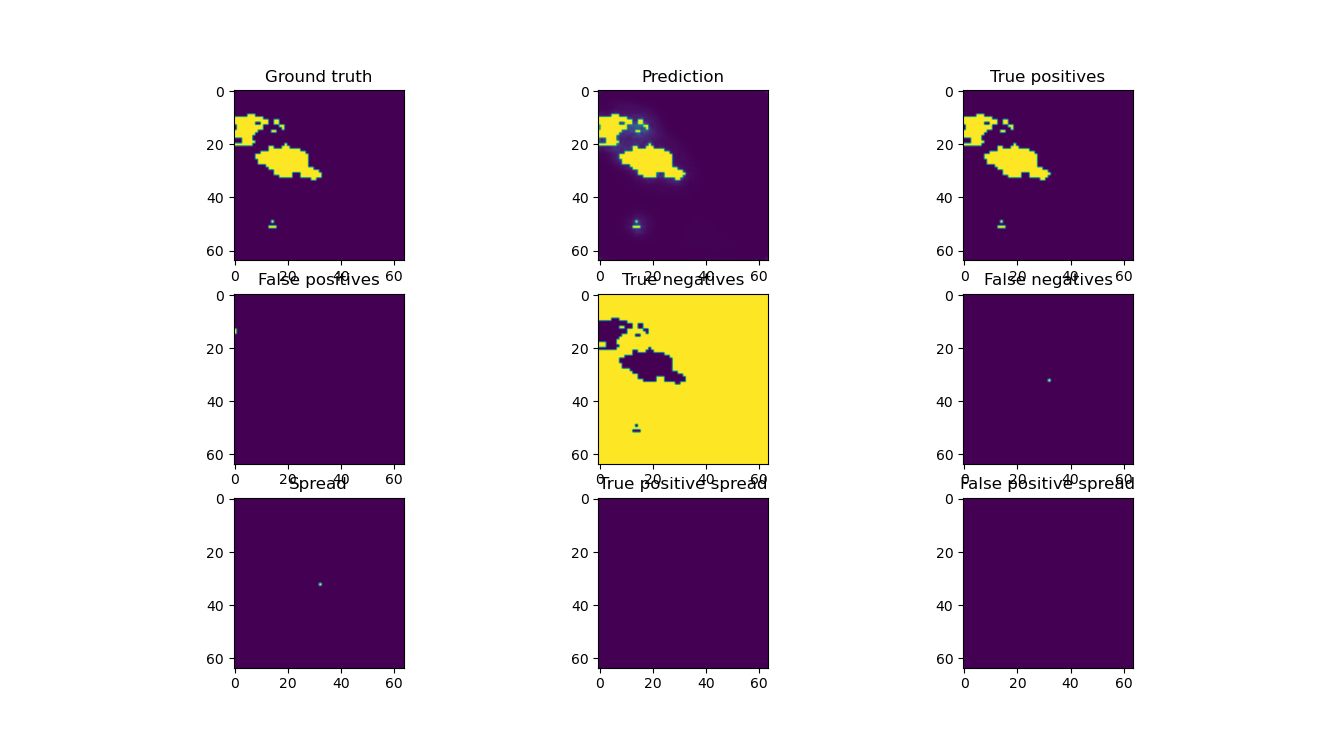 Ground truth
Prediction
True positives
0
20
40
60
0 20 40 60
0
20
40
60
0 20 40 60
0
20
40
60
0 20 40 60
False positives
True negatives
False negatives
0
20
40
60
0 20 40 60
0
20
40
60
0 20 40 60
0
20
40
60
0 20 40 60
Spread
True positive spread
False positive spread
0
20
40
60
0 20 40 60
0
20
40
60
0 20 40 60
0
20
40
60
0 20 40 60